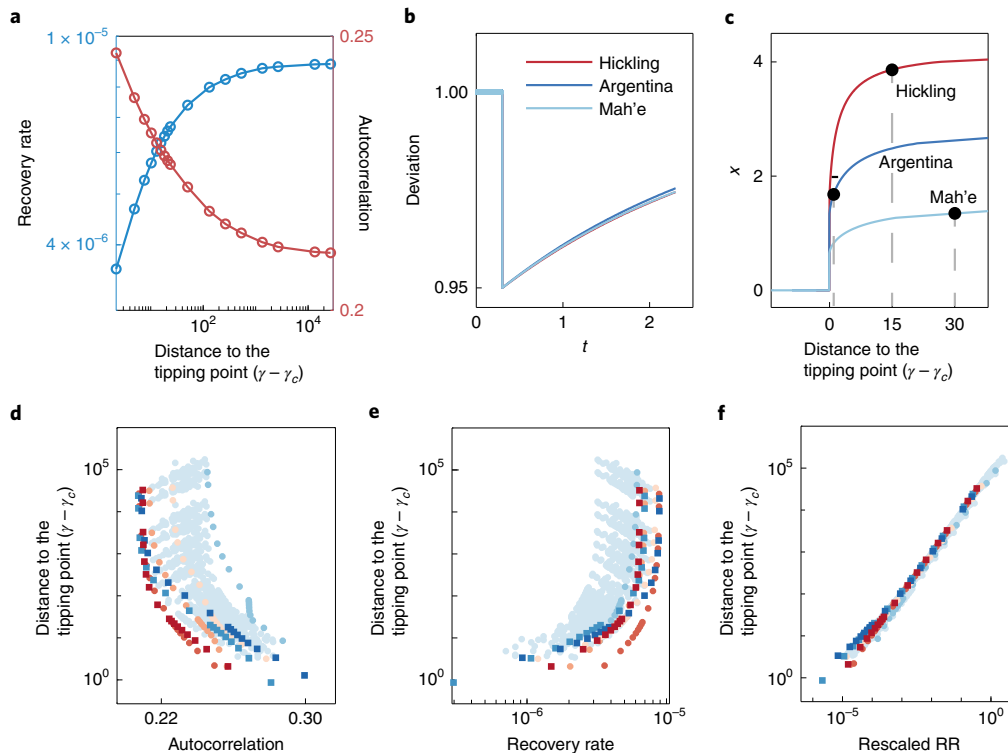 a
1 × 10⁻⁵
4 × 10⁻⁶
Recovery rate
0.25
0.2
Autocorrelation
10²
10⁴
Distance to the
tipping point (γ – γc)
b
Hickling
Argentina
Mah'e
1.00
0.95
Deviation
0
1
2
t
c
4
2
0
x
Hickling
Argentina
Mah'e
0
15
30
Distance to the
tipping point (γ – γc)
d
Distance to the
tipping point (γ – γc)
10⁵
10⁰
0.22
0.30
Autocorrelation
e
Distance to the
tipping point (γ – γc)
10⁵
10⁰
10⁻⁶
10⁻⁵
Recovery rate
f
Distance to the
tipping point (γ – γc)
10⁵
10⁰
10⁻⁵
10⁰
Rescaled RR